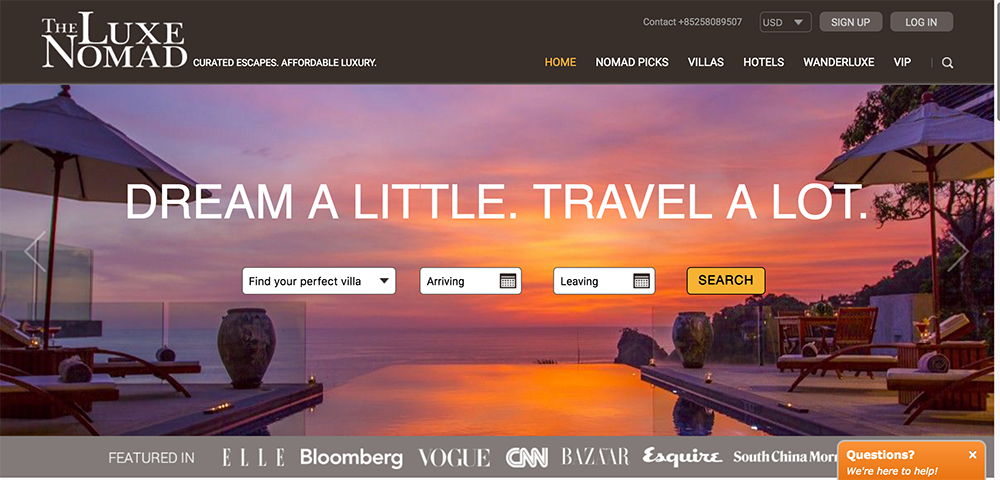 THE LUXE
NOMAD
CURATED ESCAPES. AFFORDABLE LUXURY.
Contact +85258089507
USD
SIGN UP
LOG IN
HOME
NOMAD PICKS
VILLAS
HOTELS
WANDERLUXE
VIP
DREAM A LITTLE. TRAVEL A LOT.
Find your perfect villa
Arriving
Leaving
SEARCH
FEATURED IN
ELLE
Bloomberg
VOGUE
CNN
BAZAAR
Esquire
South China
Questions?
We're here to help!